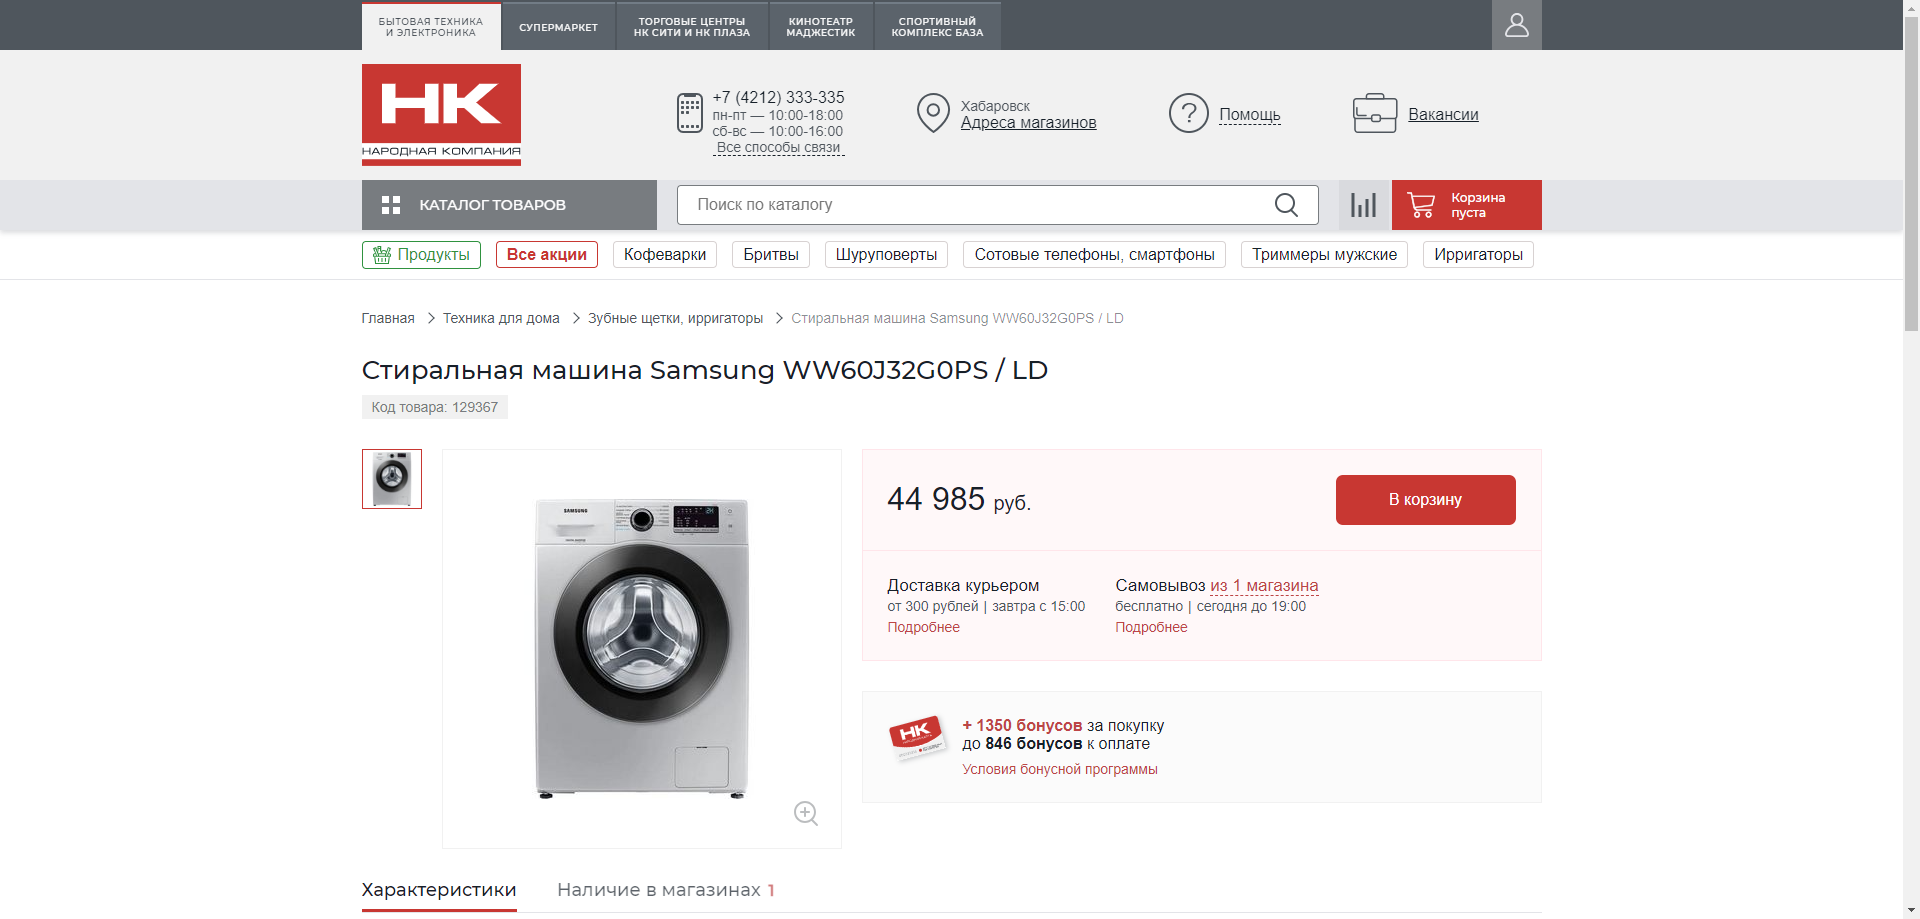 БЫТОВАЯ ТЕХНИКА
И ЭЛЕКТРОНИКА
СУПЕРМАРКЕТ
ТОРГОВЫЕ ЦЕНТРЫ
НК СИТИ И НК ПЛАЗА
КИНОТЕАТР
МАДЖЕСТИК
СПОРТИВНЫЙ
КОМПЛЕКС БАЗА
НК
НАРОДНАЯ КОМПАНИЯ
+7 (4212) 333-335
пн-пт — 10:00-18:00
сб-вс — 10:00-16:00
Все способы связи
Хабаровск
Адреса магазинов
?
Помощь
Вакансии
КАТАЛОГ ТОВАРОВ
Поиск по каталогу
Корзина
пуста
Продукты
Все акции
Кофеварки
Бритвы
Шуруповерты
Сотовые телефоны, смартфоны
Триммеры мужские
Ирригаторы
Главная
Техника для дома
Зубные щетки, ирригаторы
Стиральная машина Samsung WW60J32G0PS / LD
Стиральная машина Samsung WW60J32G0PS / LD
Код товара: 129367
SAMSUNG
44 985 руб.
В корзину
Доставка курьером
от 300 рублей | завтра с 15:00
Подробнее
Самовывоз из 1 магазина
бесплатно | сегодня до 19:00
Подробнее
НК
+ 1350 бонусов за покупку
до 846 бонусов к оплате
Условия бонусной программы
Характеристики
Наличие в магазинах 1